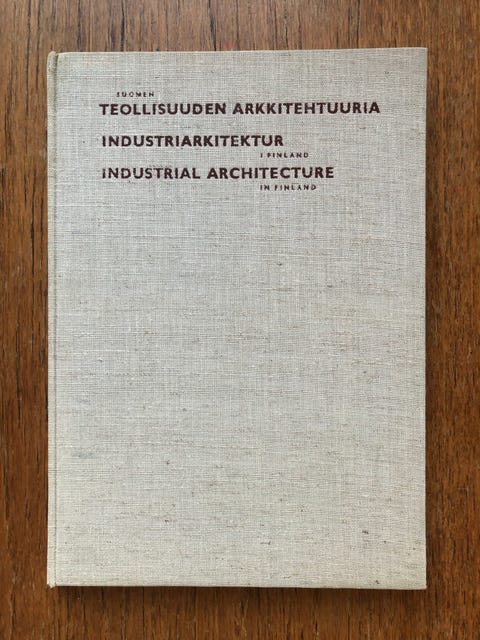 SUOMEN
TEOLLISUUDEN ARKKITEHTUURIA
INDUSTRIARKITEKTUR
I FINLAND
INDUSTRIAL ARCHITECTURE
IN FINLAND